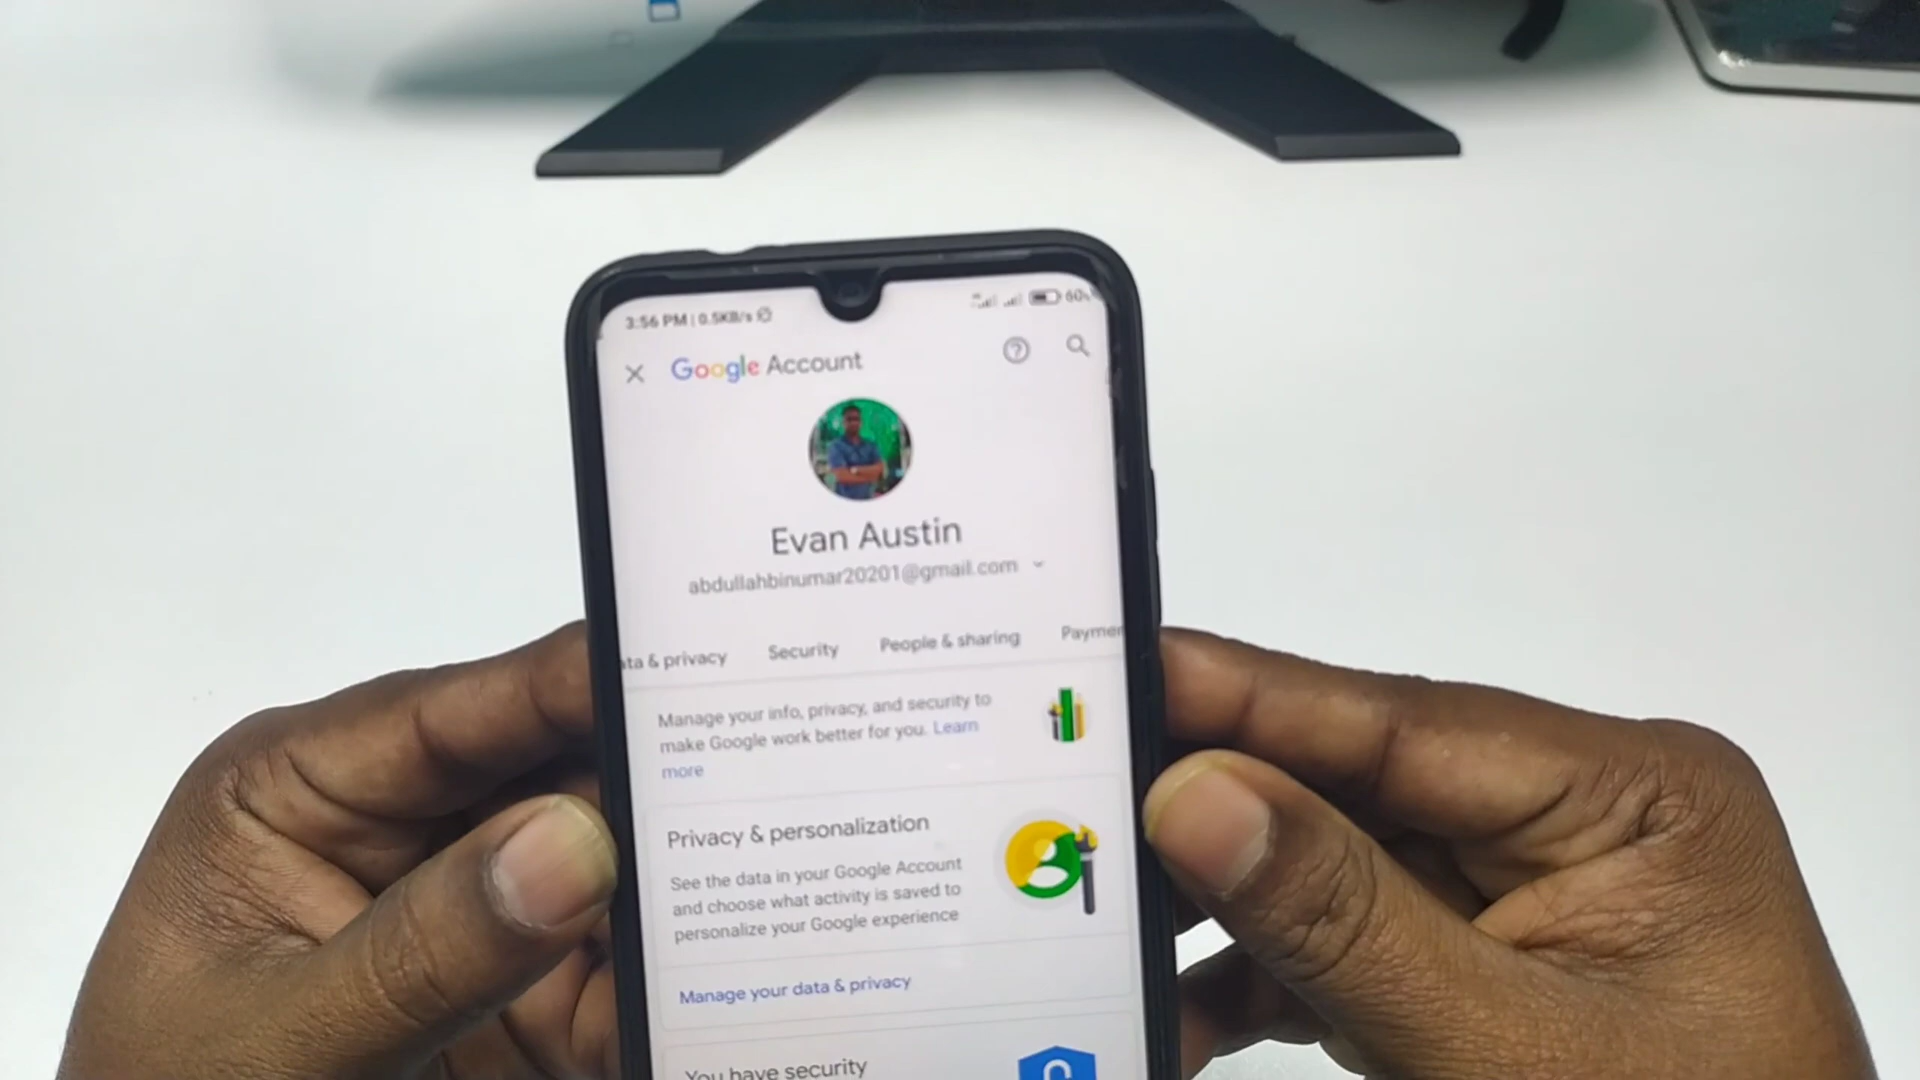 3:56 PM | 0.5KB/s
60%
Google Account
Evan Austin
abdullahbinumar20201@gmail.com
ta & privacy Security People & sharing Paymen
Manage your info, privacy, and security to
make Google work better for you. Learn
more
Privacy & personalization
See the data in your Google Account
and choose what activity is saved to
personalize your Google experience
Manage your data & privacy
You have security